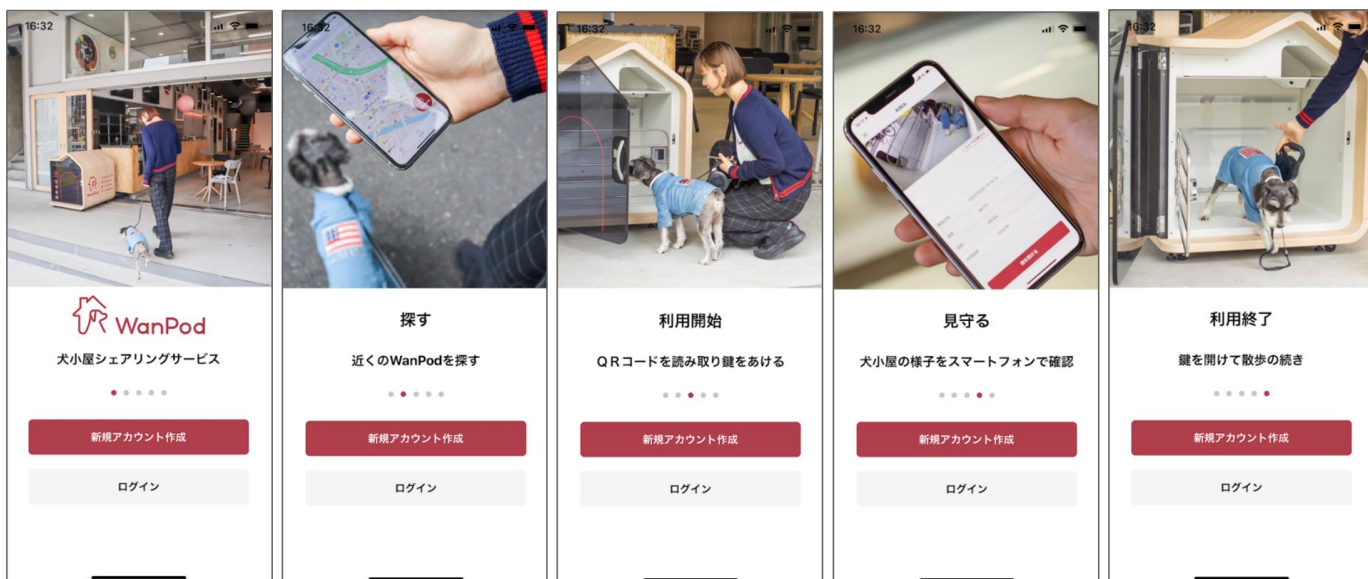 16:32
WanPod
犬小屋シェアリングサービス
新規アカウント作成
ログイン
16:32
探す
近くのWanPodを探す
新規アカウント作成
ログイン
16:32
利用開始
QRコードを読み取り鍵をあける
新規アカウント作成
ログイン
16:32
見守る
犬小屋の様子をスマートフォンで確認
新規アカウント作成
ログイン
16:32
利用終了
鍵を開けて散歩の続き
新規アカウント作成
ログイン